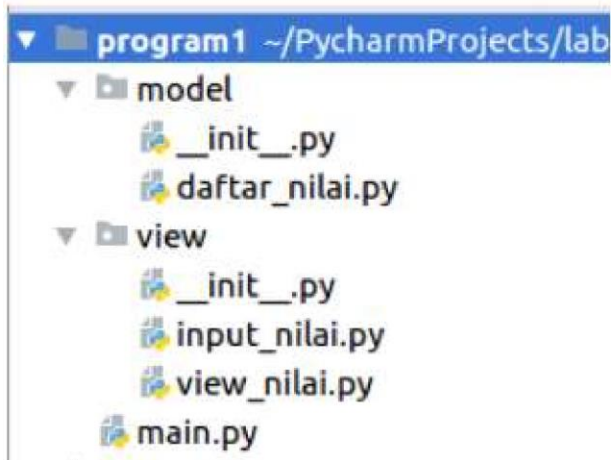 program1 ~/PycharmProjects/lab
model
__init__.py
daftar_nilai.py
view
__init__.py
input_nilai.py
view_nilai.py
main.py